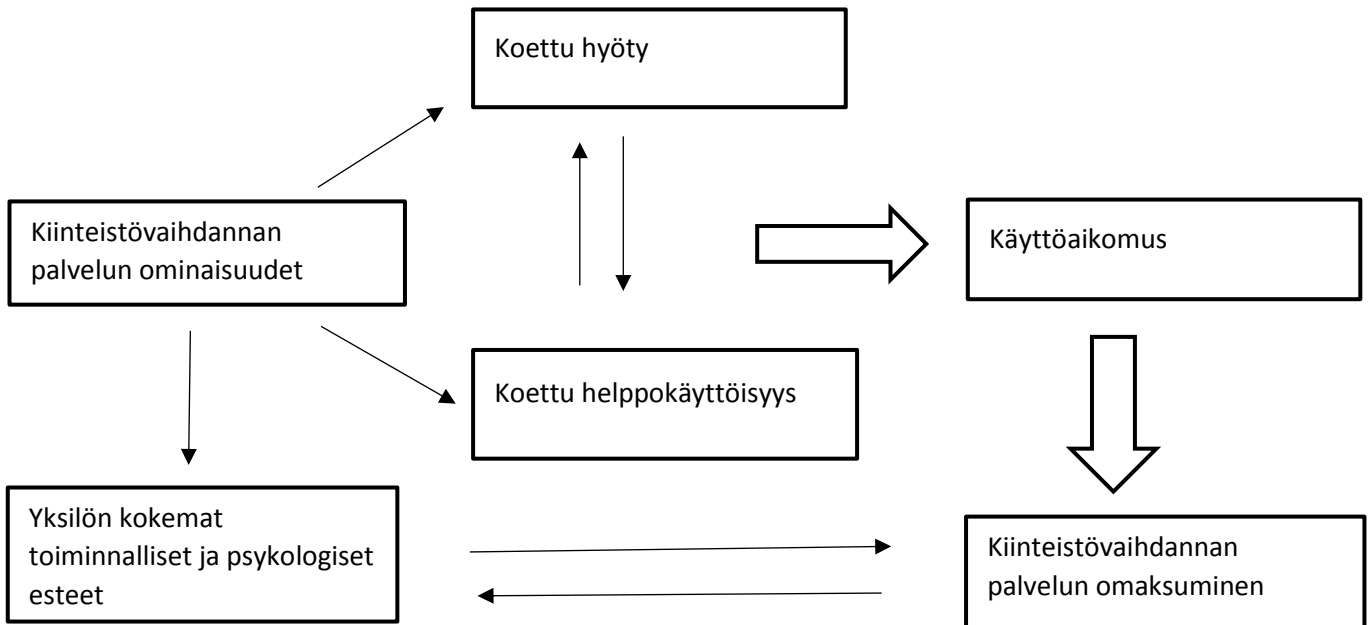 Koettu hyöty
Kiinteistövaihdannan
palvelun ominaisuudet
Käyttöaikomus
Koettu helppokäyttöisyys
Yksilön kokemat
toiminnalliset ja psykologiset
esteet
Kiinteistövaihdannan
palvelun omaksuminen